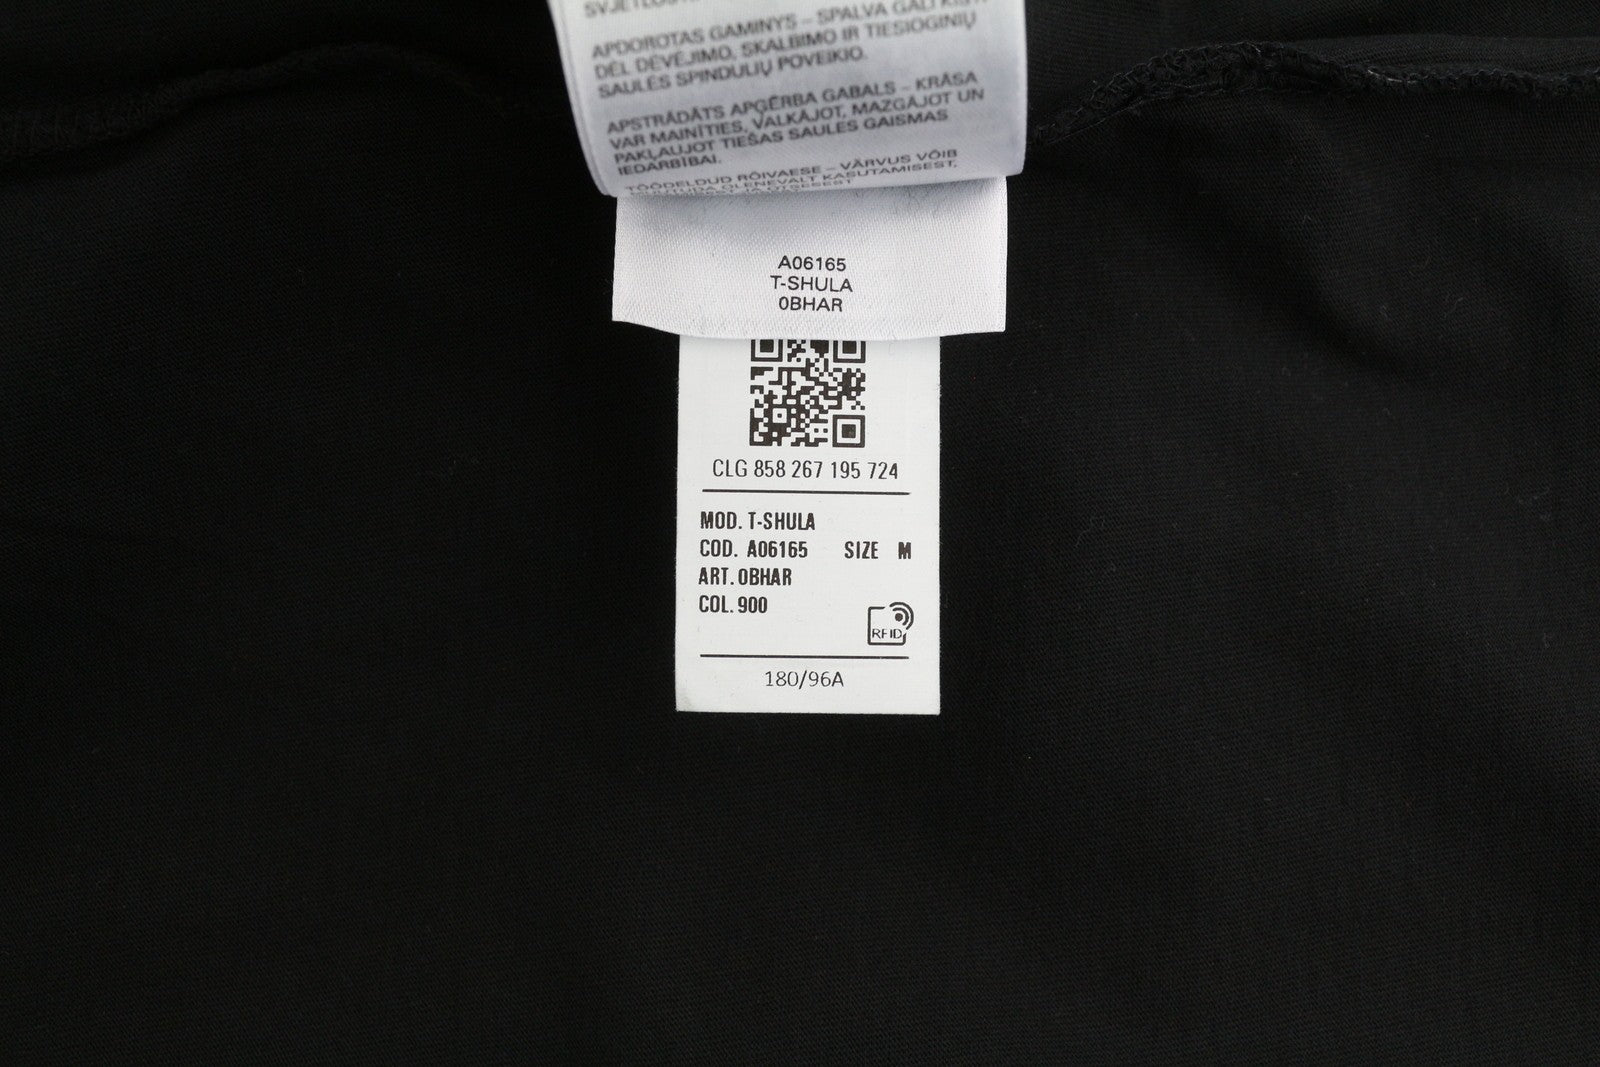 APDOROTAS GAMINYS – SPALVA GALI KISTI
DĖL DĖVĖJIMO, SKALBIMO IR TIESIOGINIŲ
SAULĖS SPINDULIŲ POVEIKIO.
APSTRĀDĀTS APĢĒRBA GABALS – KRĀSA
VAR MAINĪTIES, VALKĀJOT, MAZGĀJOT UN
PAKĻAUJOT TIEŠAS SAULES GAISMAS
IEDARBĪBAI.
TÖÖDELDUD RÕIVAESE – VÄRVUS VÕIB
OLENEVALT KASUTAMISEST,
A06165
T-SHULA
0BHAR
CLG 858 267 195 724
MOD. T-SHULA
COD. A06165 SIZE M
ART. 0BHAR
COL. 900
RFID
180/96A